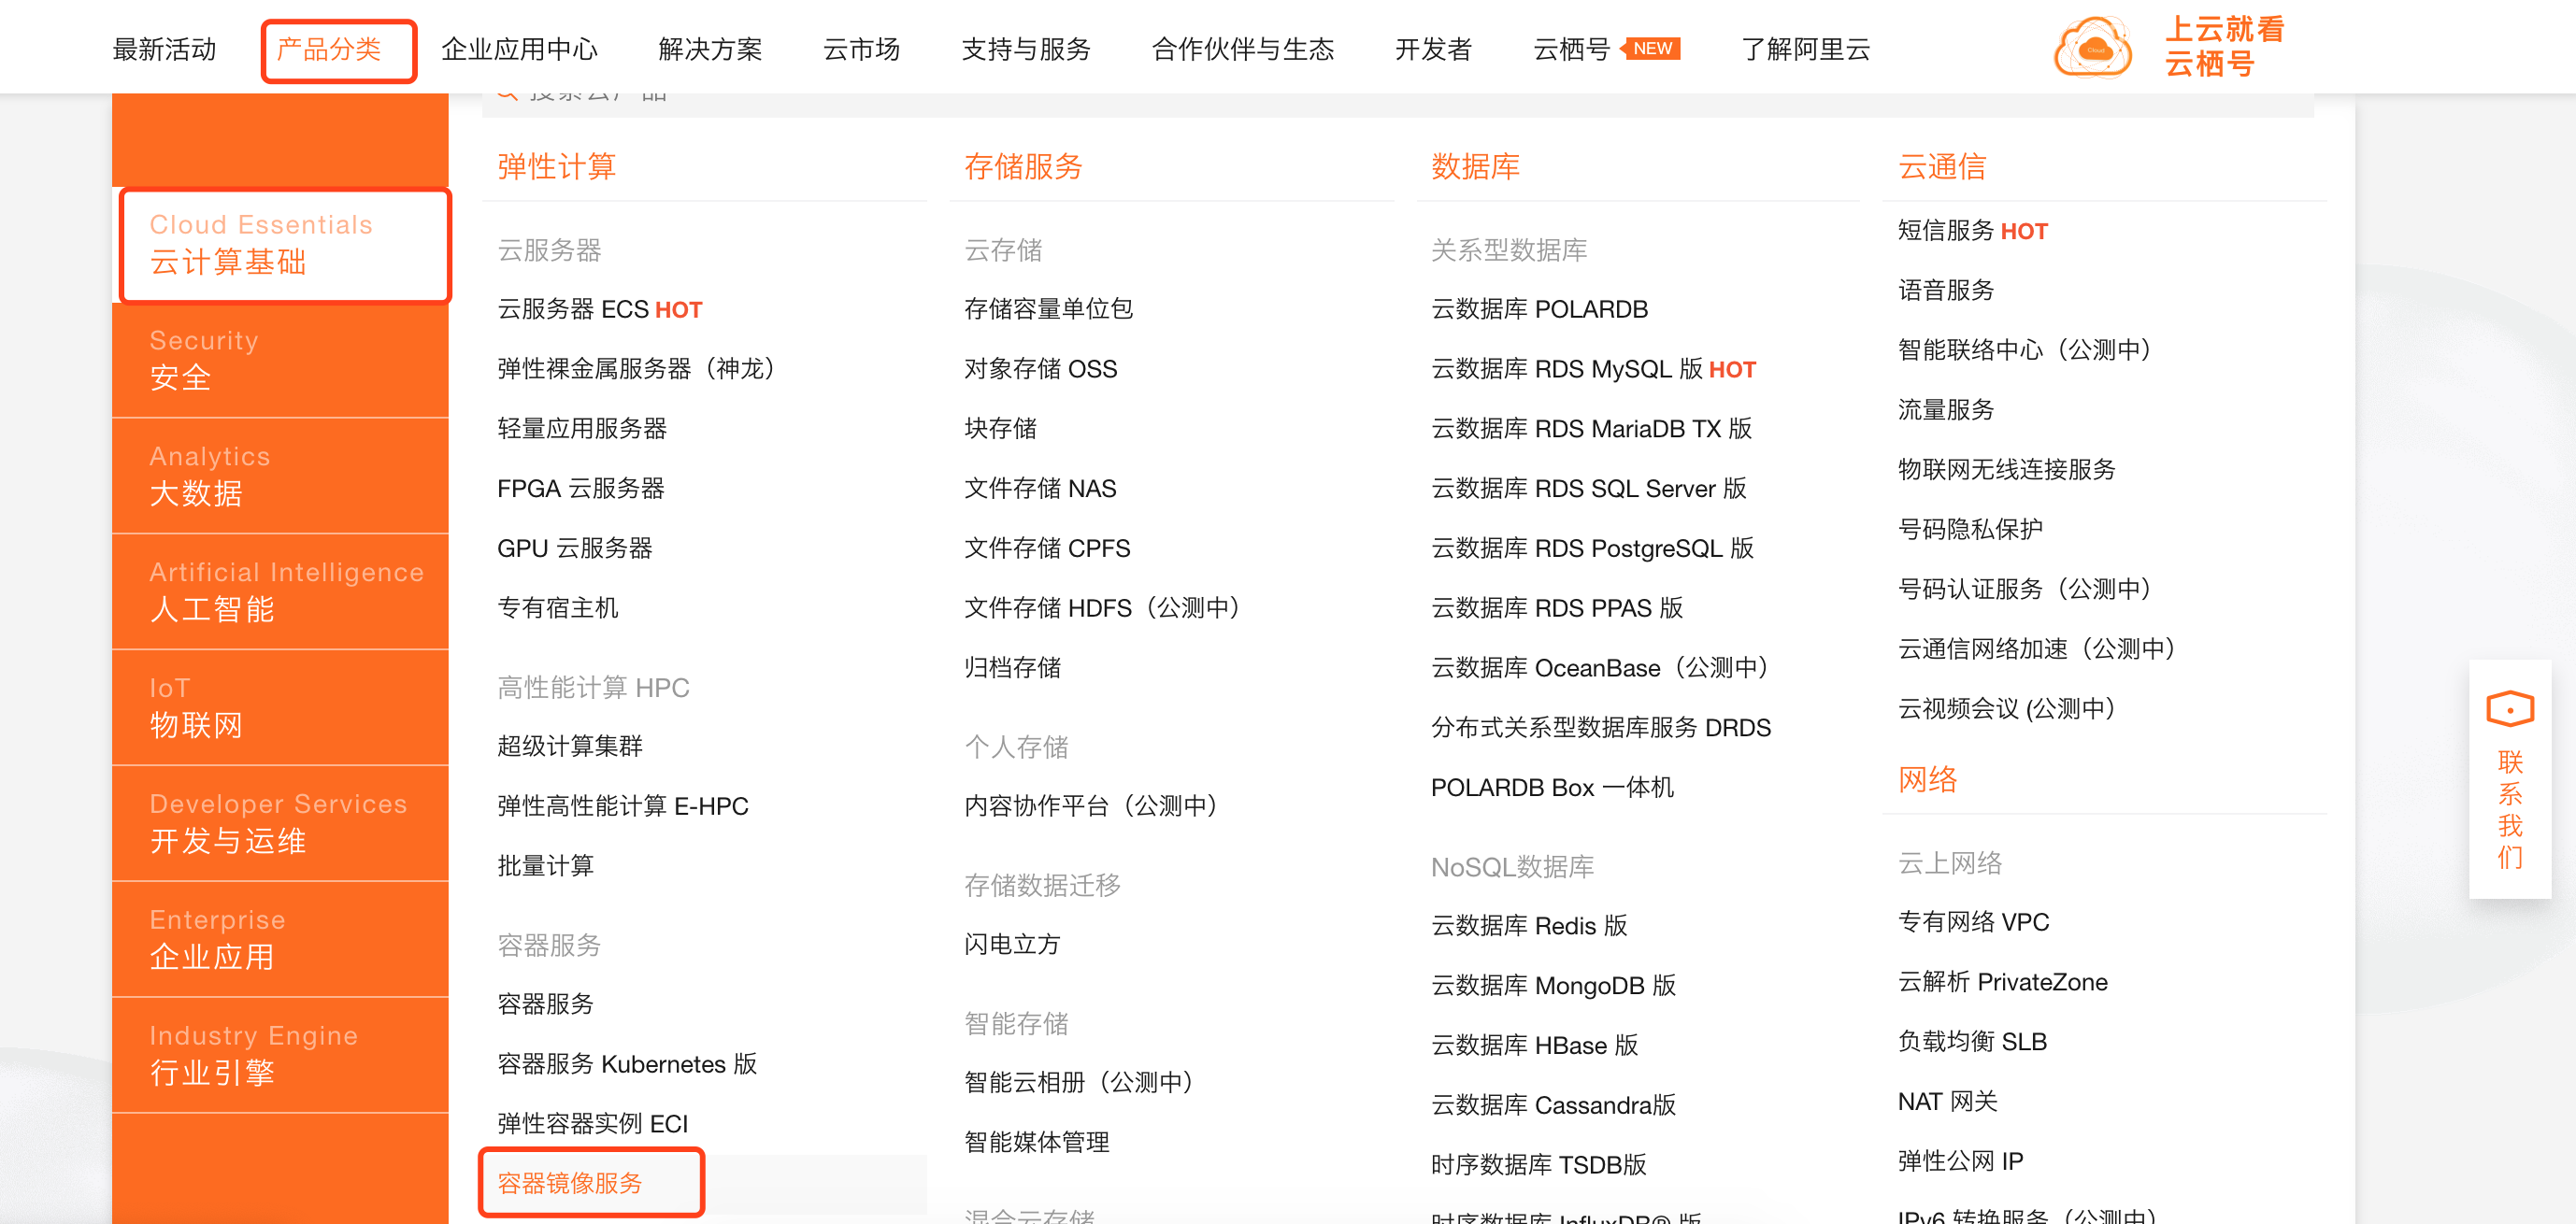 最新活动
产品分类
企业应用中心
解决方案
云市场
支持与服务
合作伙伴与生态
开发者
云栖号 NEW
了解阿里云
上云就看
云栖号
搜索云产品
Cloud Essentials
云计算基础
Security
安全
Analytics
大数据
Artificial Intelligence
人工智能
IoT
物联网
Developer Services
开发与运维
Enterprise
企业应用
Industry Engine
行业引擎
弹性计算
云服务器
云服务器 ECS HOT
弹性裸金属服务器（神龙）
轻量应用服务器
FPGA 云服务器
GPU 云服务器
专有宿主机
高性能计算 HPC
超级计算集群
弹性高性能计算 E-HPC
批量计算
容器服务
容器服务
容器服务 Kubernetes 版
弹性容器实例 ECI
容器镜像服务
存储服务
云存储
存储容量单位包
对象存储 OSS
块存储
文件存储 NAS
文件存储 CPFS
文件存储 HDFS（公测中）
归档存储
个人存储
内容协作平台（公测中）
存储数据迁移
闪电立方
智能存储
智能云相册（公测中）
智能媒体管理
混合云存储
数据库
关系型数据库
云数据库 POLARDB
云数据库 RDS MySQL 版 HOT
云数据库 RDS MariaDB TX 版
云数据库 RDS SQL Server 版
云数据库 RDS PostgreSQL 版
云数据库 RDS PPAS 版
云数据库 OceanBase（公测中）
分布式关系型数据库服务 DRDS
POLARDB Box 一体机
NoSQL数据库
云数据库 Redis 版
云数据库 MongoDB 版
云数据库 HBase 版
云数据库 Cassandra版
时序数据库 TSDB版
时序数据库 InfluxDB® 版
云通信
短信服务 HOT
语音服务
智能联络中心（公测中）
流量服务
物联网无线连接服务
号码隐私保护
号码认证服务（公测中）
云通信网络加速（公测中）
云视频会议 (公测中）
网络
云上网络
专有网络 VPC
云解析 PrivateZone
负载均衡 SLB
NAT 网关
弹性公网 IP
IPv6 转换服务（公测中）
联系我们